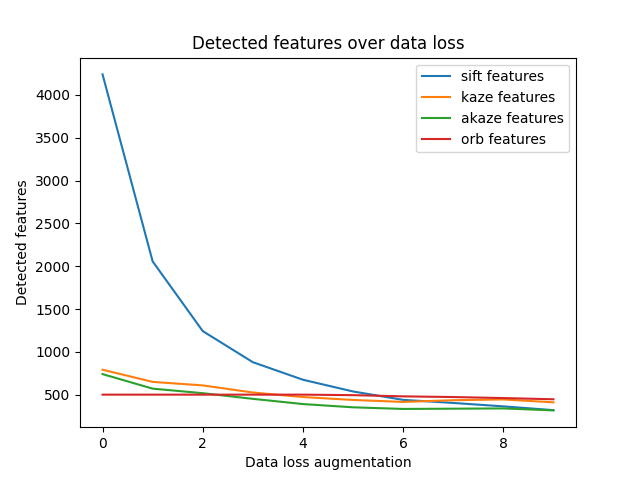 Detected features over data loss
sift features
kaze features
akaze features
orb features
Detected features
4000
3500
3000
2500
2000
1500
1000
500
0 2 4 6 8
Data loss augmentation